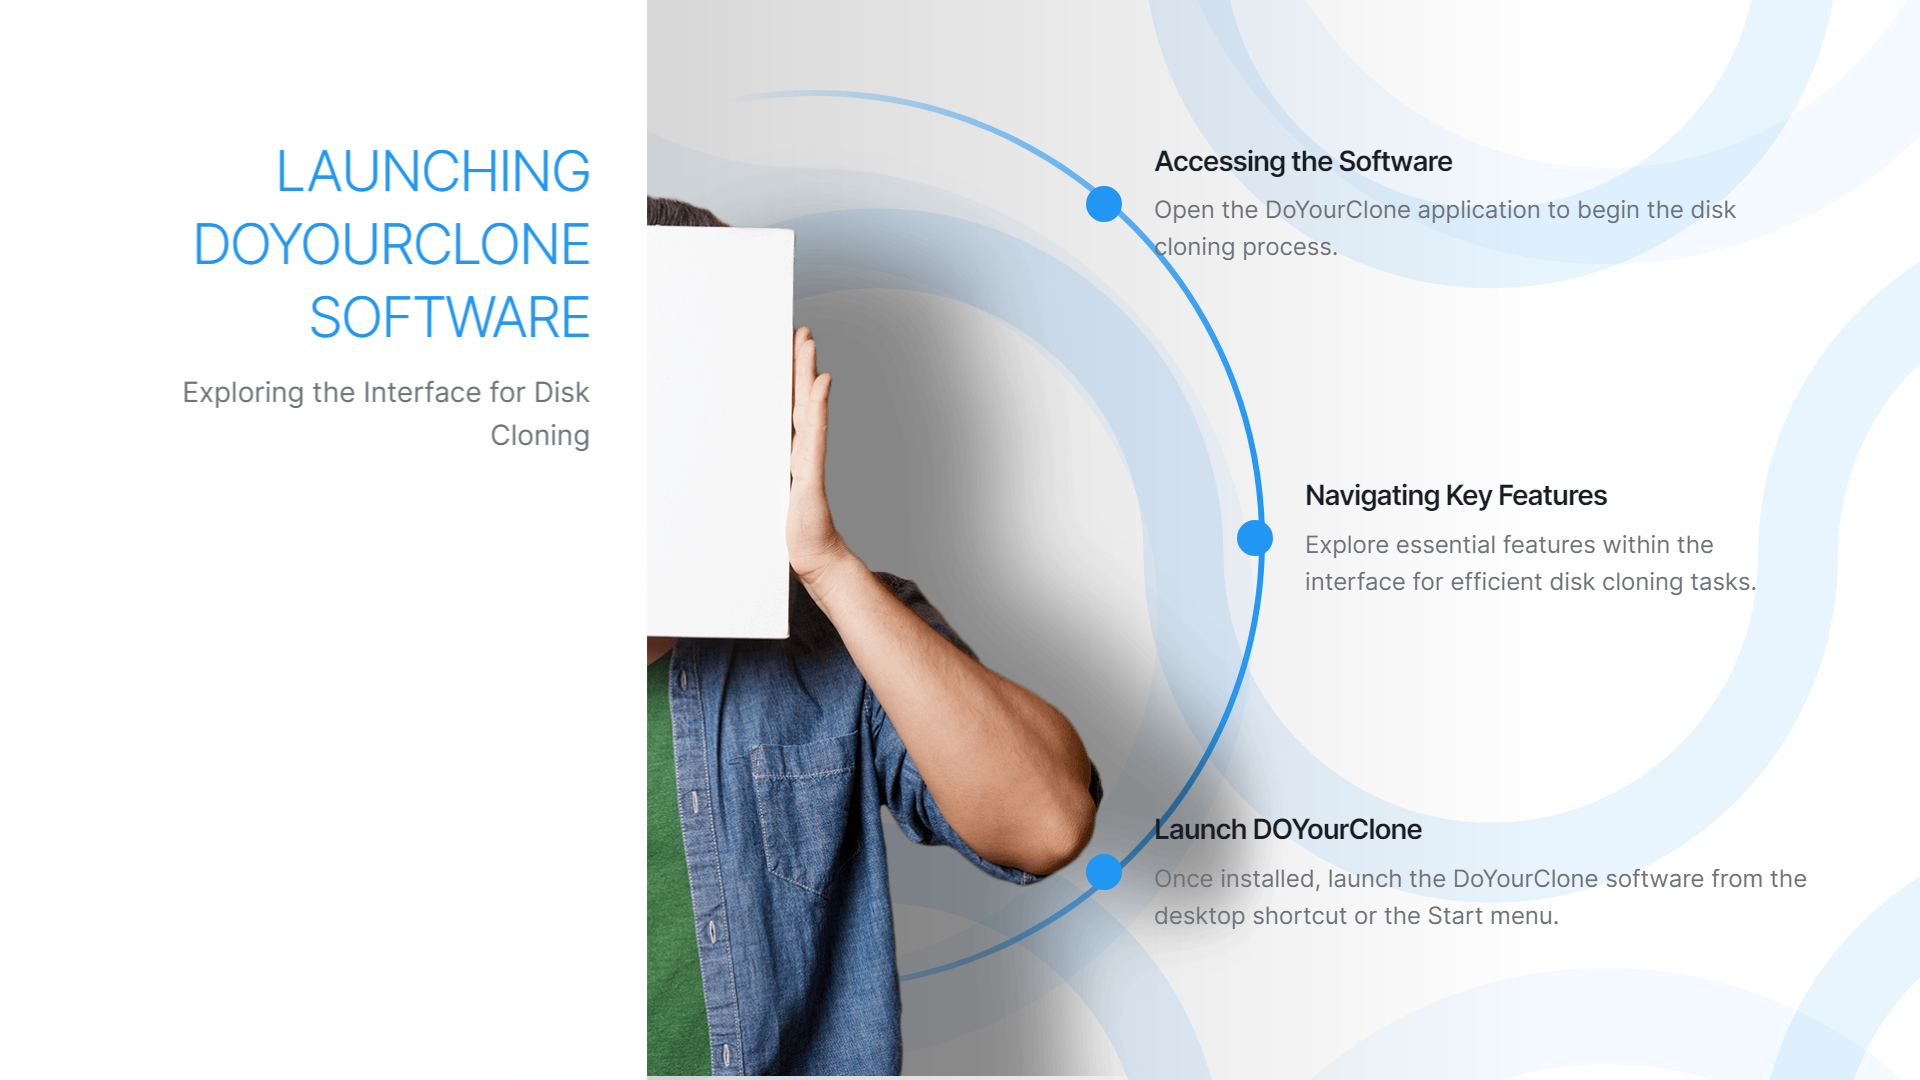 LAUNCHING
DOYOURCLONE
SOFTWARE
Exploring the Interface for Disk
Cloning
Accessing the Software
Open the DoYourClone application to begin the disk
cloning process.
Navigating Key Features
Explore essential features within the
interface for efficient disk cloning tasks.
Launch DOYourClone
Once installed, launch the DoYourClone software from the
desktop shortcut or the Start menu.